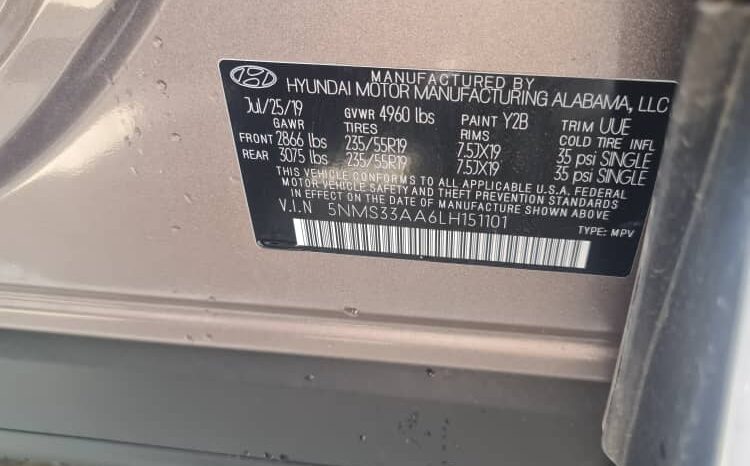 MANUFACTURED BY
HYUNDAI MOTOR MANUFACTURING ALABAMA, LLC
Jul/25/19 GVWR 4960 lbs PAINT Y2B TRIM UUE
GAWR TIRES RIMS COLD TIRE INFL
FRONT 2866 lbs 235/55R19 7.5JX19 35 psi SINGLE
REAR 3075 lbs 235/55R19 7.5JX19 35 psi SINGLE
THIS VEHICLE CONFORMS TO ALL APPLICABLE U.S.A. FEDERAL
MOTOR VEHICLE SAFETY AND THEFT PREVENTION STANDARDS
IN EFFECT ON THE DATE OF MANUFACTURE SHOWN ABOVE
V.I.N 5NMS33AA6LH151101
TYPE: MPV